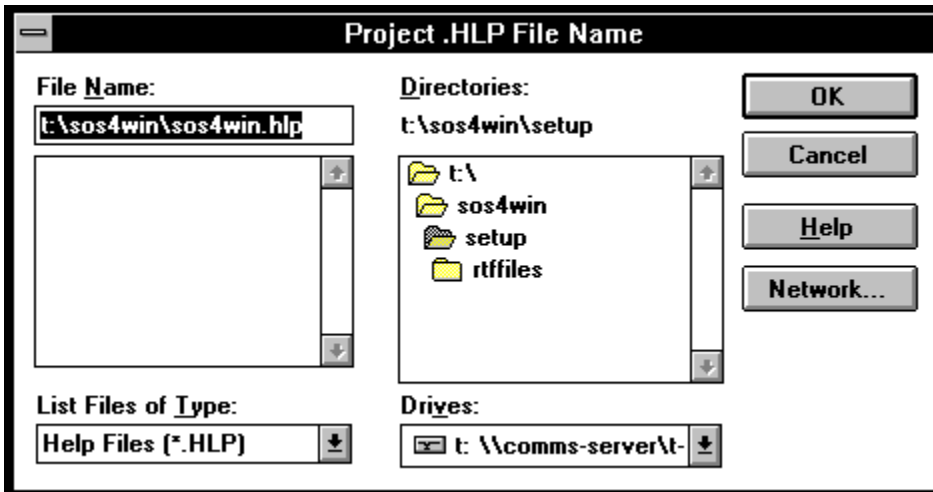 Project .HLP File Name
File Name:
t:\sos4win\sos4win.hlp
Directories:
t:\sos4win\setup
t:\
sos4win
setup
rtffiles
OK
Cancel
Help
Network...
List Files of Type:
Help Files (*.HLP)
Drives:
t: \\comms-server\t-